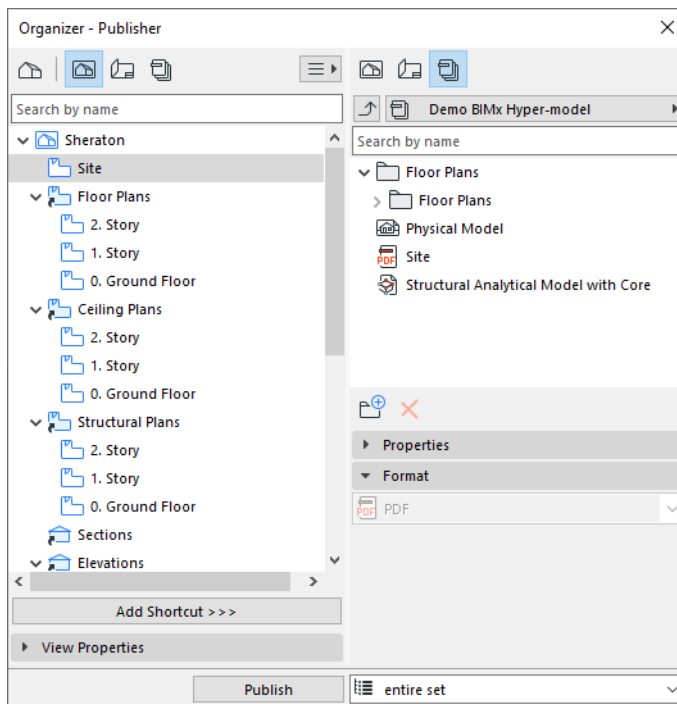 Organizer - Publisher
Search by name
Sheraton
Site
Floor Plans
2. Story
1. Story
0. Ground Floor
Ceiling Plans
2. Story
1. Story
0. Ground Floor
Structural Plans
2. Story
1. Story
0. Ground Floor
Sections
Elevations
Add Shortcut >>>
View Properties
Demo BIMx Hyper-model
Search by name
Floor Plans
Floor Plans
Physical Model
PDF
Site
Structural Analytical Model with Core
Properties
Format
PDF
PDF
Publish
entire set